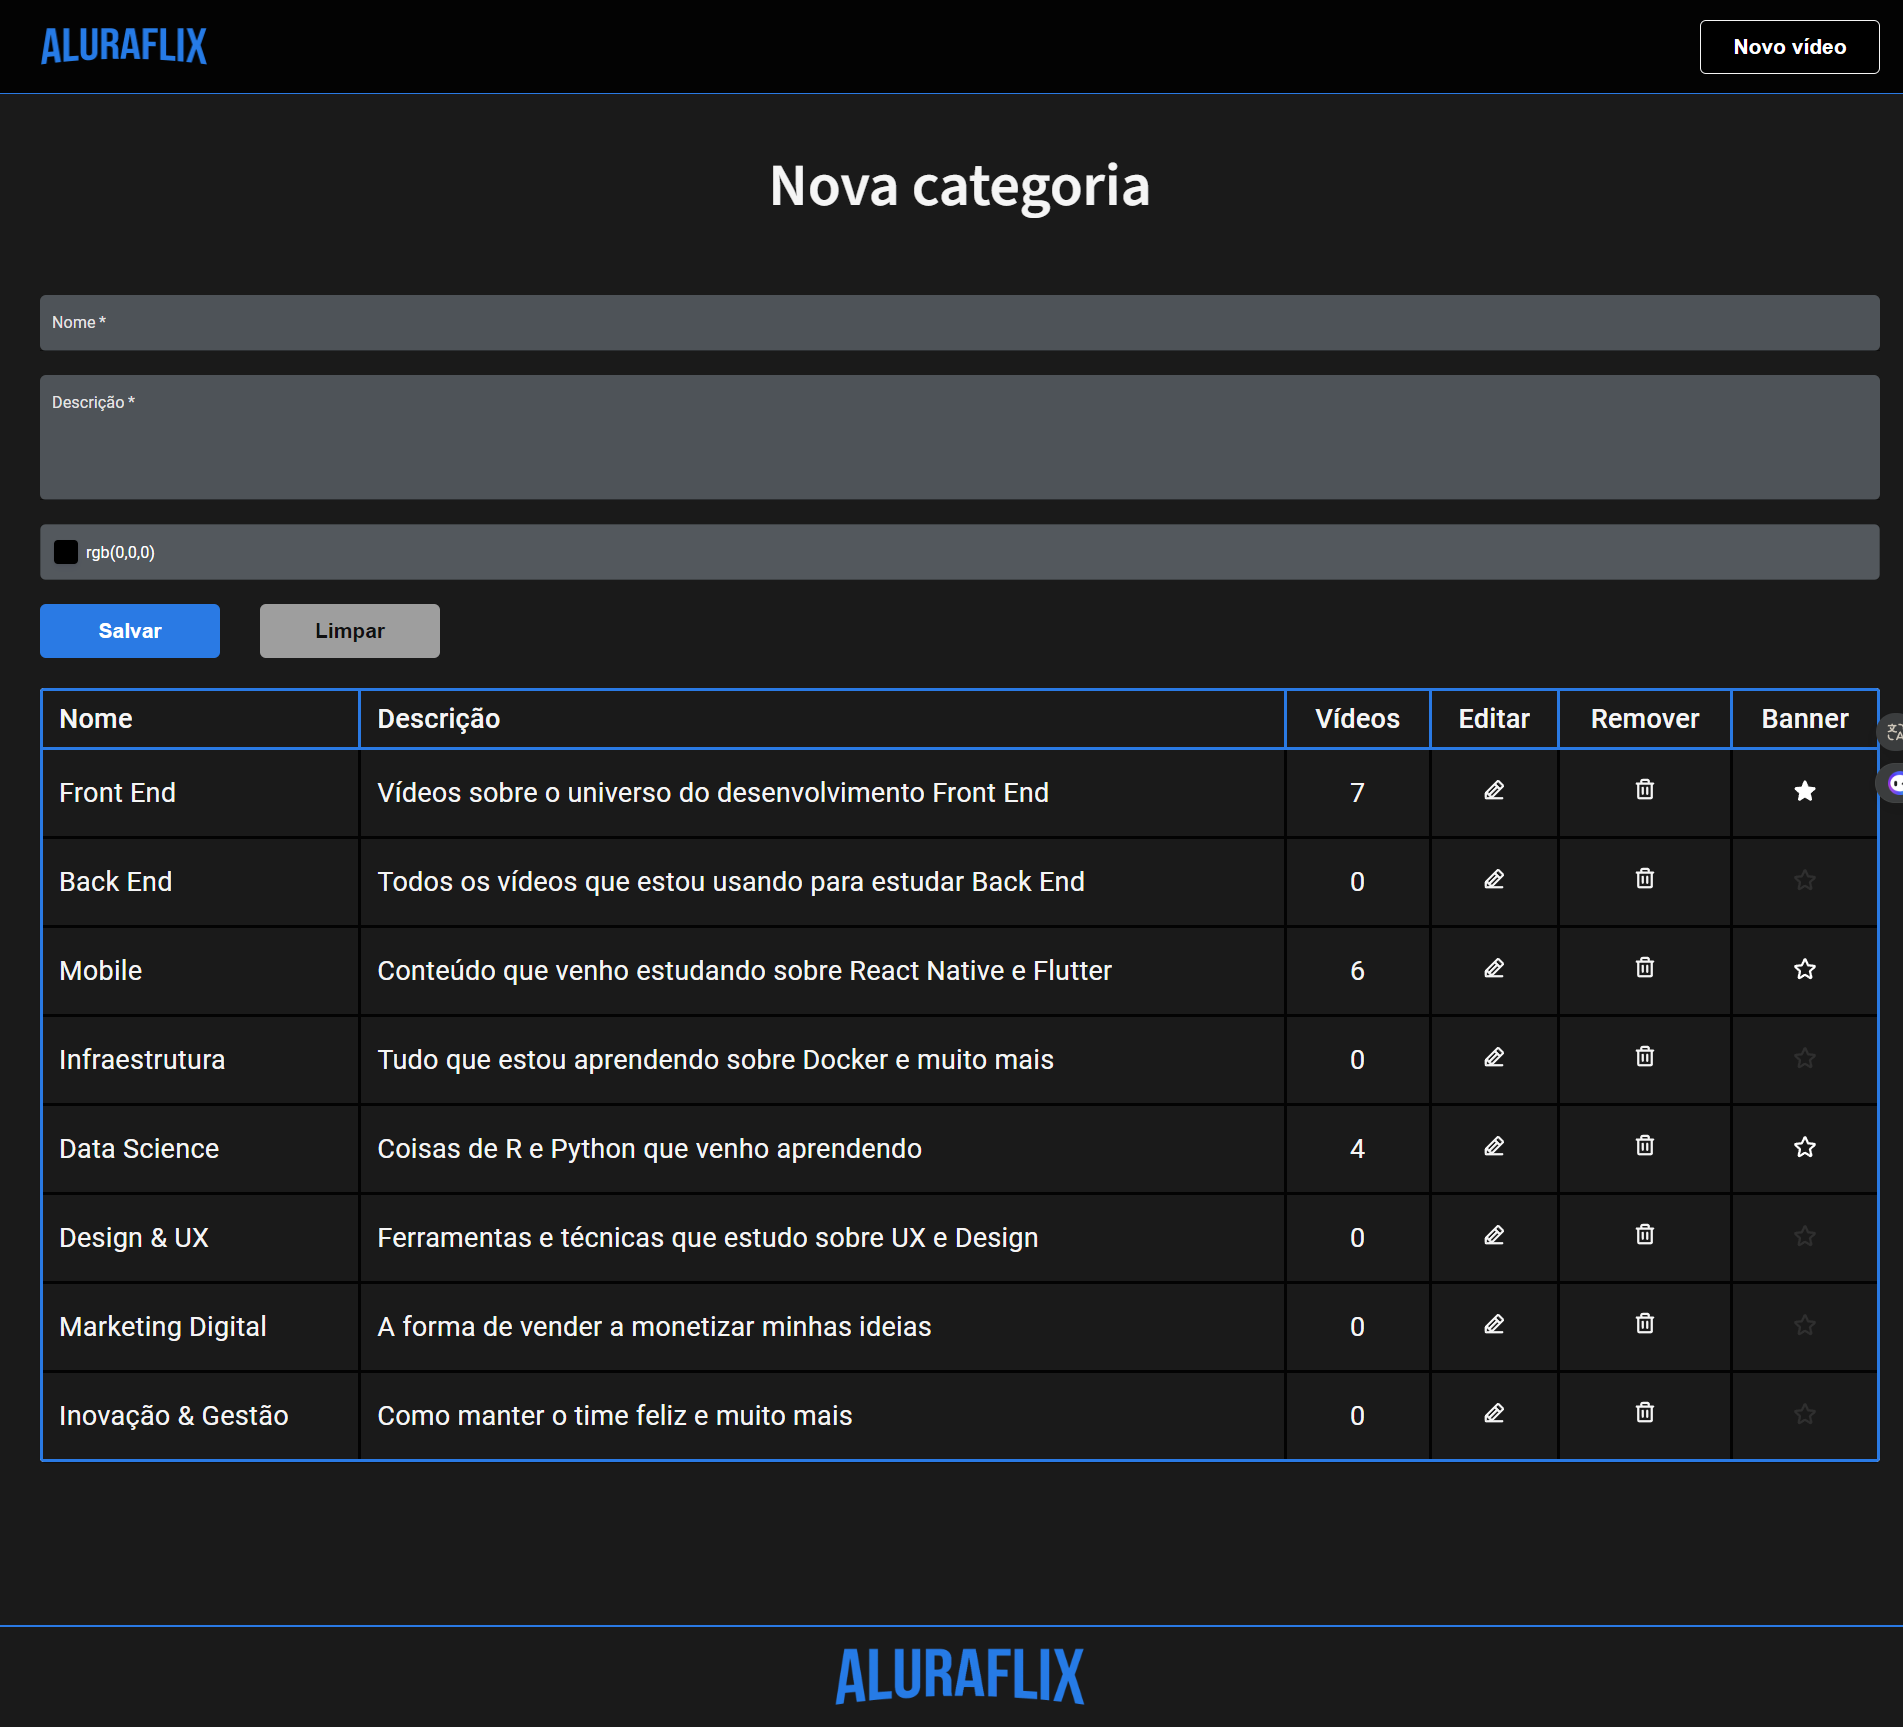 ALURAFLIX
Novo vídeo
Nova categoria
Nome *
Descrição *
rgb(0,0,0)
Salvar Limpar
Nome Descrição Vídeos Editar Remover Banner
Front End Vídeos sobre o universo do desenvolvimento Front End 7
Back End Todos os vídeos que estou usando para estudar Back End 0
Mobile Conteúdo que venho estudando sobre React Native e Flutter 6
Infraestrutura Tudo que estou aprendendo sobre Docker e muito mais 0
Data Science Coisas de R e Python que venho aprendendo 4
Design & UX Ferramentas e técnicas que estudo sobre UX e Design 0
Marketing Digital A forma de vender a monetizar minhas ideias 0
Inovação & Gestão Como manter o time feliz e muito mais 0
ALURAFLIX